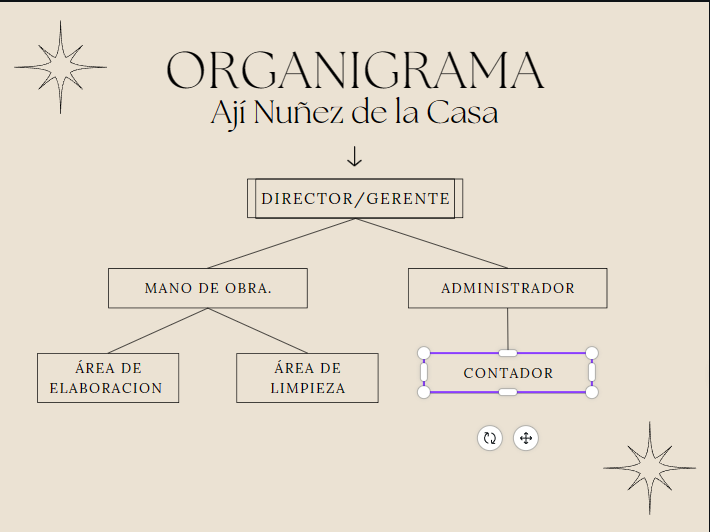 ORGANIGRAMA
Ají Nuñez de la Casa
DIRECTOR/GERENTE
MANO DE OBRA.
ADMINISTRADOR
ÁREA DE
ELABORACION
ÁREA DE
LIMPIEZA
CONTADOR